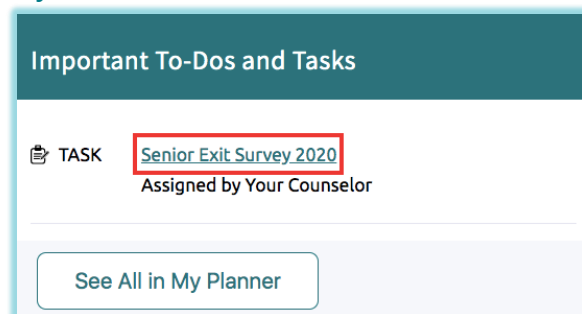 Important To-Dos and Tasks
TASK Senior Exit Survey 2020
Assigned by Your Counselor
See All in My Planner